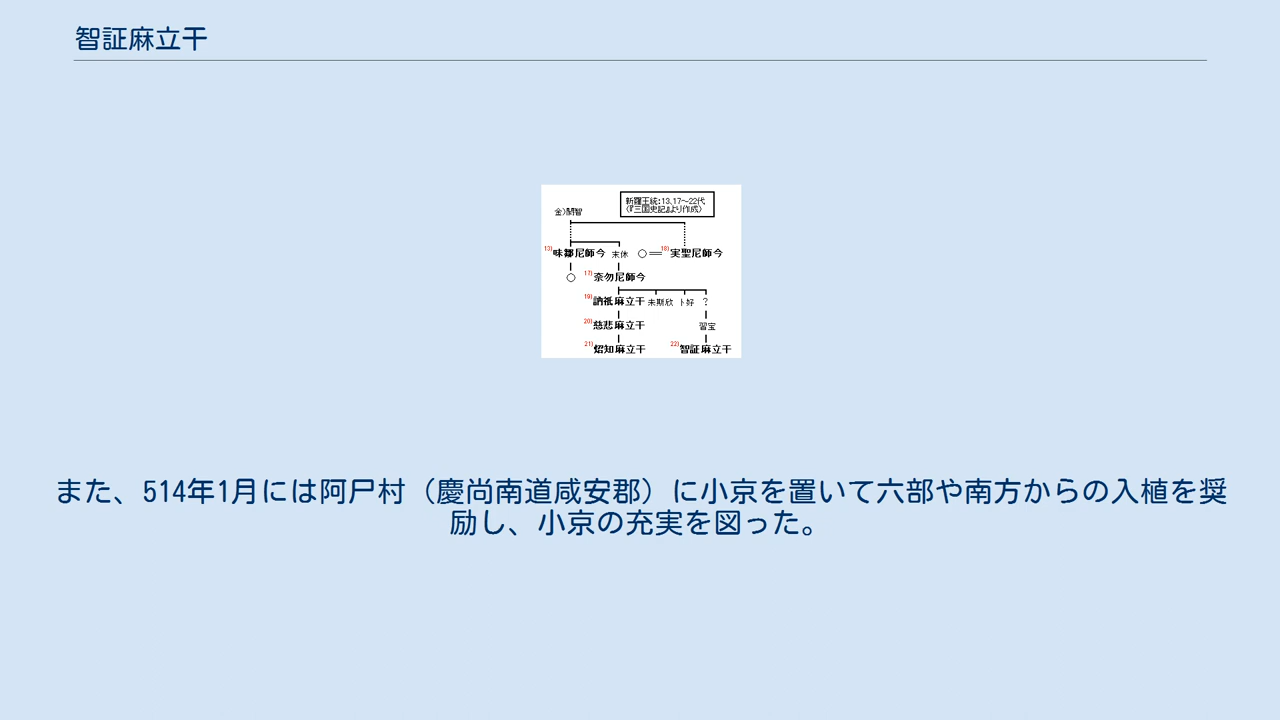 智証麻立干
新羅王統:13,17～22代
(『三国史記』より作成)
金)閼智
13)味鄒尼師今 末仇 ○ 18)実聖尼師今
○ 17)奈勿尼師今
19)訥祇麻立干 未斯欣 卜好 ?
20)慈悲麻立干 習宝
21)炤知麻立干 22)智証麻立干
また、514年1月には阿尸村（慶尚南道咸安郡）に小京を置いて六部や南方からの入植を奨
励し、小京の充実を図った。